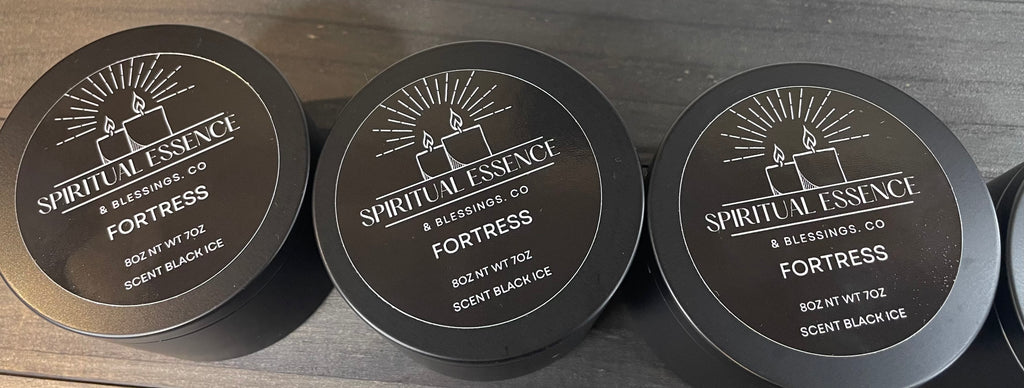 SPIRITUAL ESSENCE
& BLESSINGS. CO
FORTRESS
8OZ NT WT 7OZ
SCENT BLACK ICE
SPIRITUAL ESSENCE
& BLESSINGS. CO
FORTRESS
8OZ NT WT 7OZ
SCENT BLACK ICE
SPIRITUAL ESSENCE
& BLESSINGS. CO
FORTRESS
8OZ NT WT 7OZ
SCENT BLACK ICE